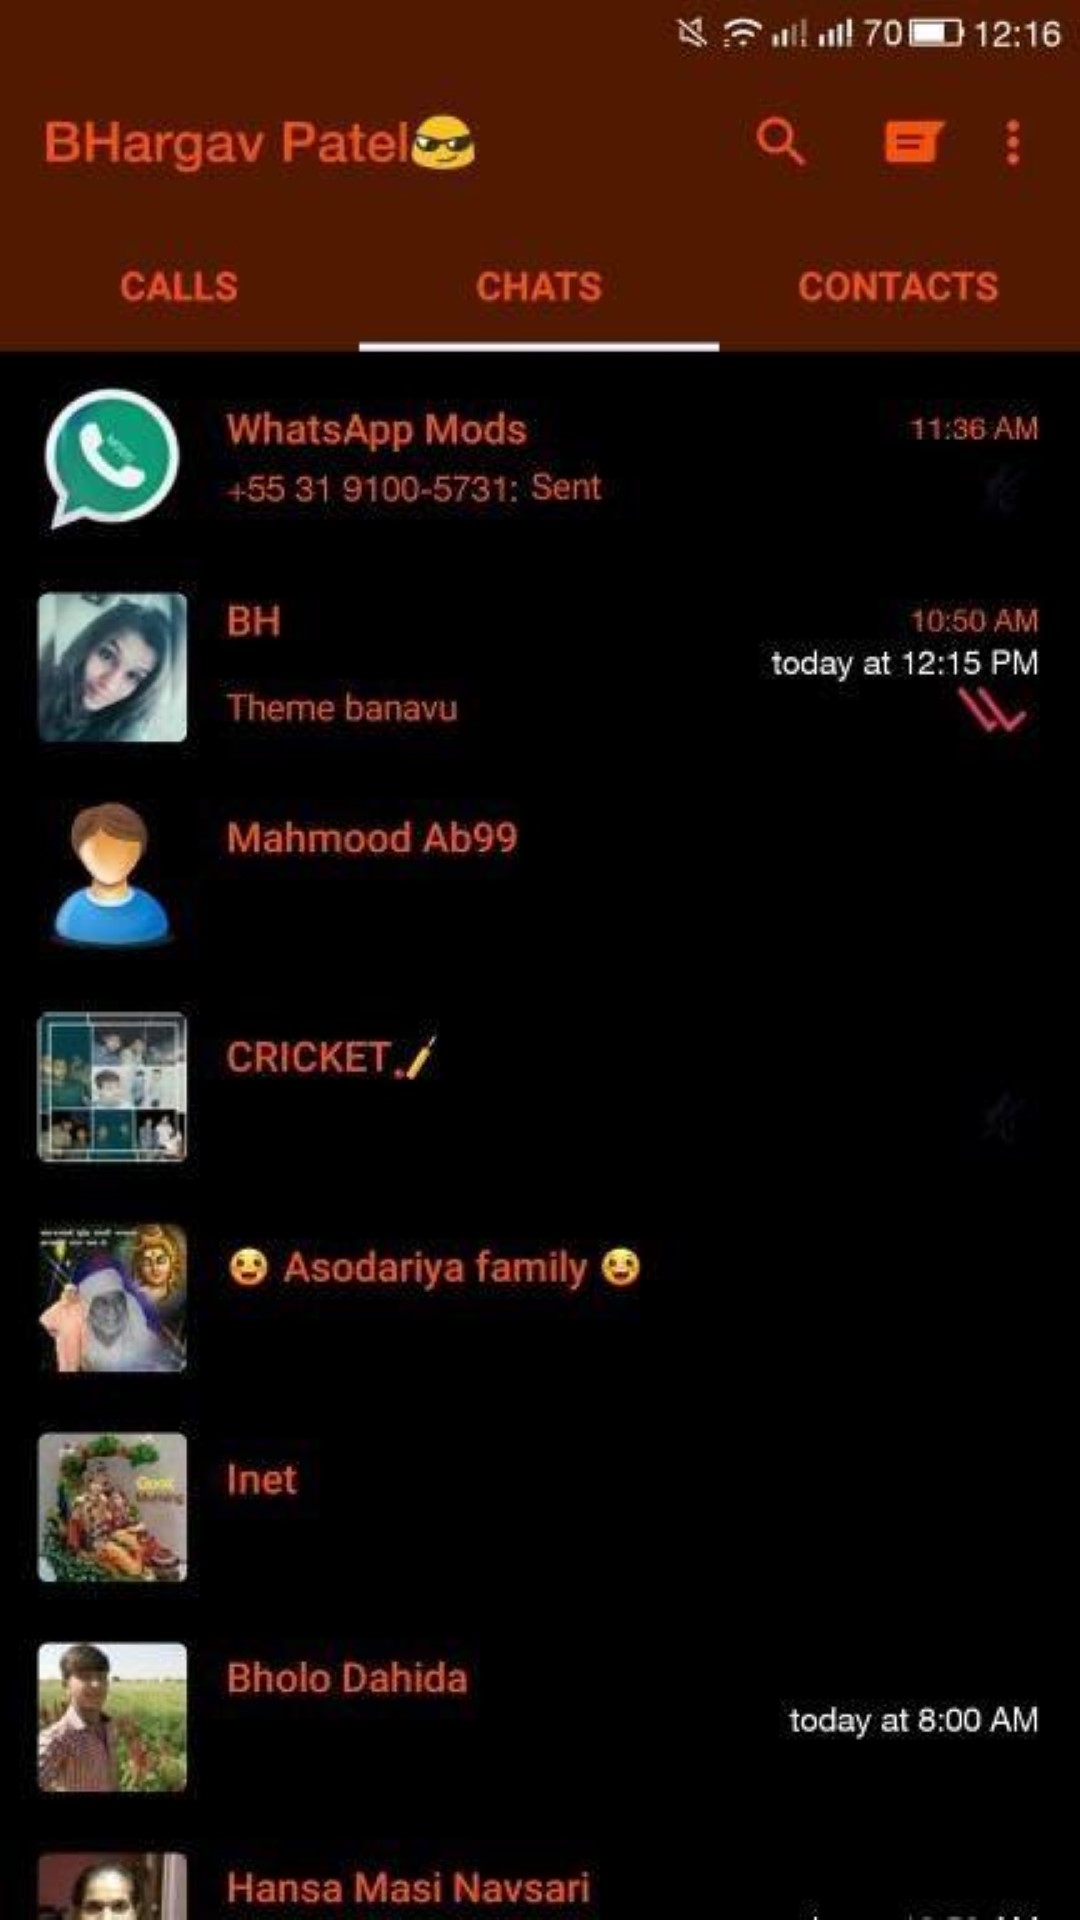 70 12:16
BHargav Patel😎
CALLS CHATS CONTACTS
WhatsApp Mods 11:36 AM
+55 31 9100-5731: Sent
BH 10:50 AM
today at 12:15 PM
Theme banavu
Mahmood Ab99
CRICKET🏏
😀 Asodariya family 😀
Good
Morning
Inet
Bholo Dahida
today at 8:00 AM
Hansa Masi Navsari